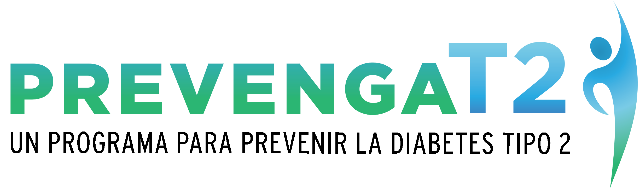 PREVENGAT2
UN PROGRAMA PARA PREVENIR LA DIABETES TIPO 2